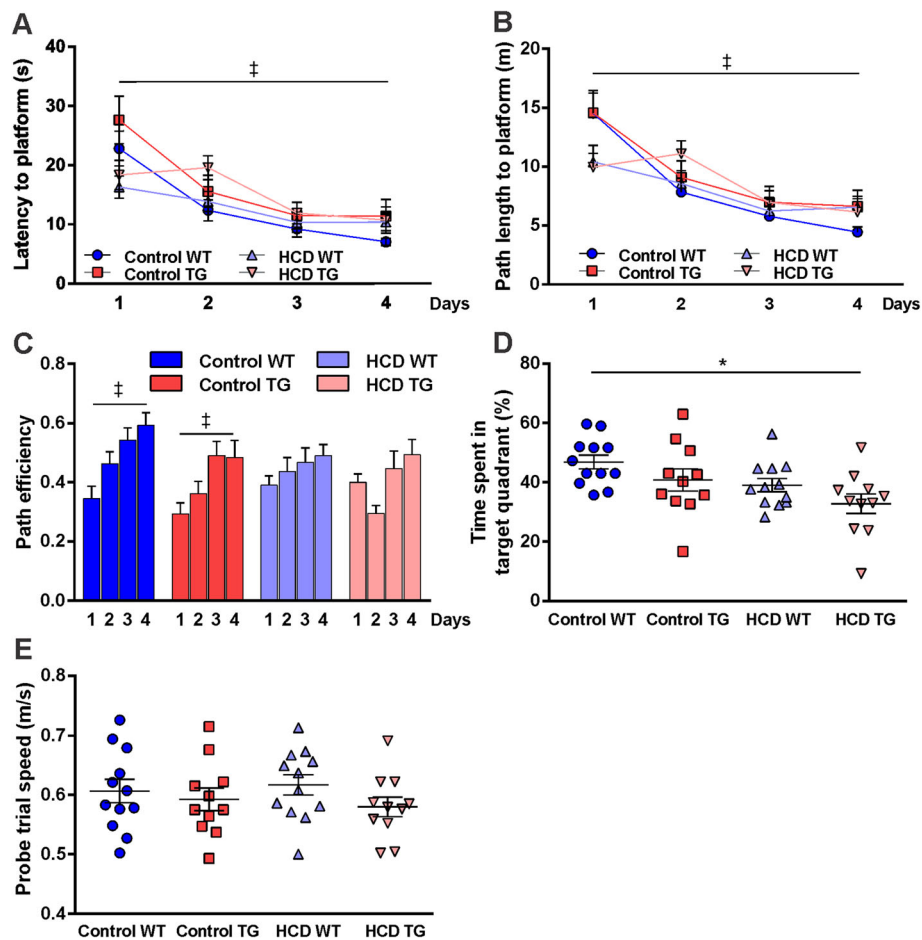 A
Latency to platform (s)
40
30
20
10
0
‡
Control WT
HCD WT
Control TG
HCD TG
1 2 3 4 Days
B
Path length to platform (m)
20
15
10
5
0
‡
Control WT
HCD WT
Control TG
HCD TG
1 2 3 4 Days
C
Path efficiency
0.8
0.6
0.4
0.2
0.0
Control WT
HCD WT
Control TG
HCD TG
‡
‡
1 2 3 4 1 2 3 4 1 2 3 4 1 2 3 4 Days
D
Time spent in
target quadrant (%)
80
60
40
20
0
*
Control WT Control TG HCD WT HCD TG
E
Probe trial speed (m/s)
0.8
0.7
0.6
0.5
0.4
Control WT Control TG HCD WT HCD TG